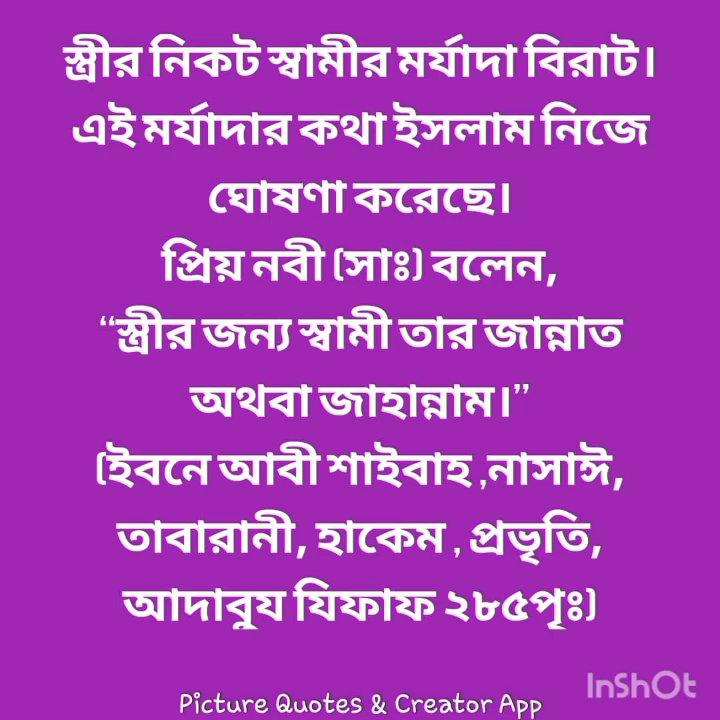 স্ত্রীর নিকট স্বামীর মর্যাদা বিরাট।
এই মর্যাদার কথা ইসলাম নিজে
ঘোষণা করেছে।
প্রিয় নবী (সাঃ) বলেন,
“স্ত্রীর জন্য স্বামী তার জান্নাত
অথবা জাহান্নাম।”
(ইবনে আবী শাইবাহ ,নাসাঈ,
তাবারানী, হাকেম , প্রভৃতি,
আদাবুয যিফাফ ২৮৫পৃঃ)
InShOt
Picture Quotes & Creator App